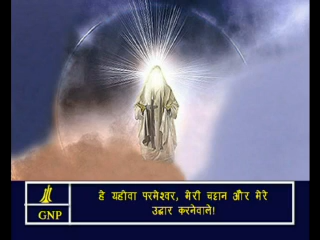 हे यहोवा परमेश्वर, मेरी चट्टान और मेरे
उद्धार करनेवाले!
GNP